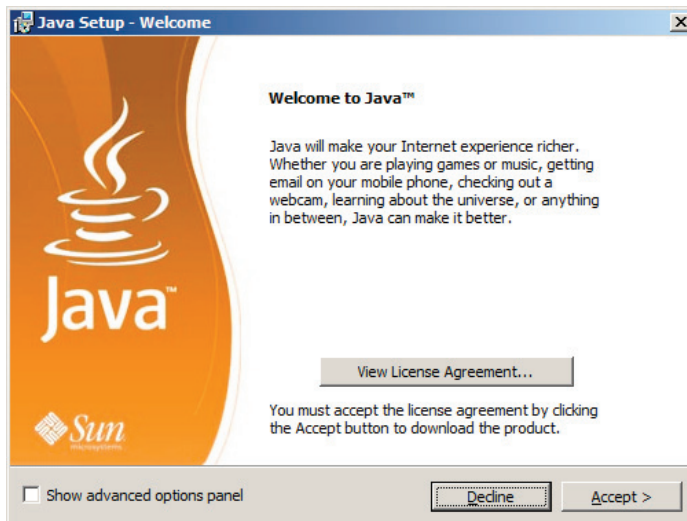 Java Setup - Welcome
Welcome to Java™
Java will make your Internet experience richer.
Whether you are playing games or music, getting
email on your mobile phone, checking out a
webcam, learning about the universe, or anything
in between, Java can make it better.
Java™
View License Agreement...
You must accept the license agreement by clicking
the Accept button to download the product.
Sun
microsystems
Show advanced options panel
Decline
Accept >